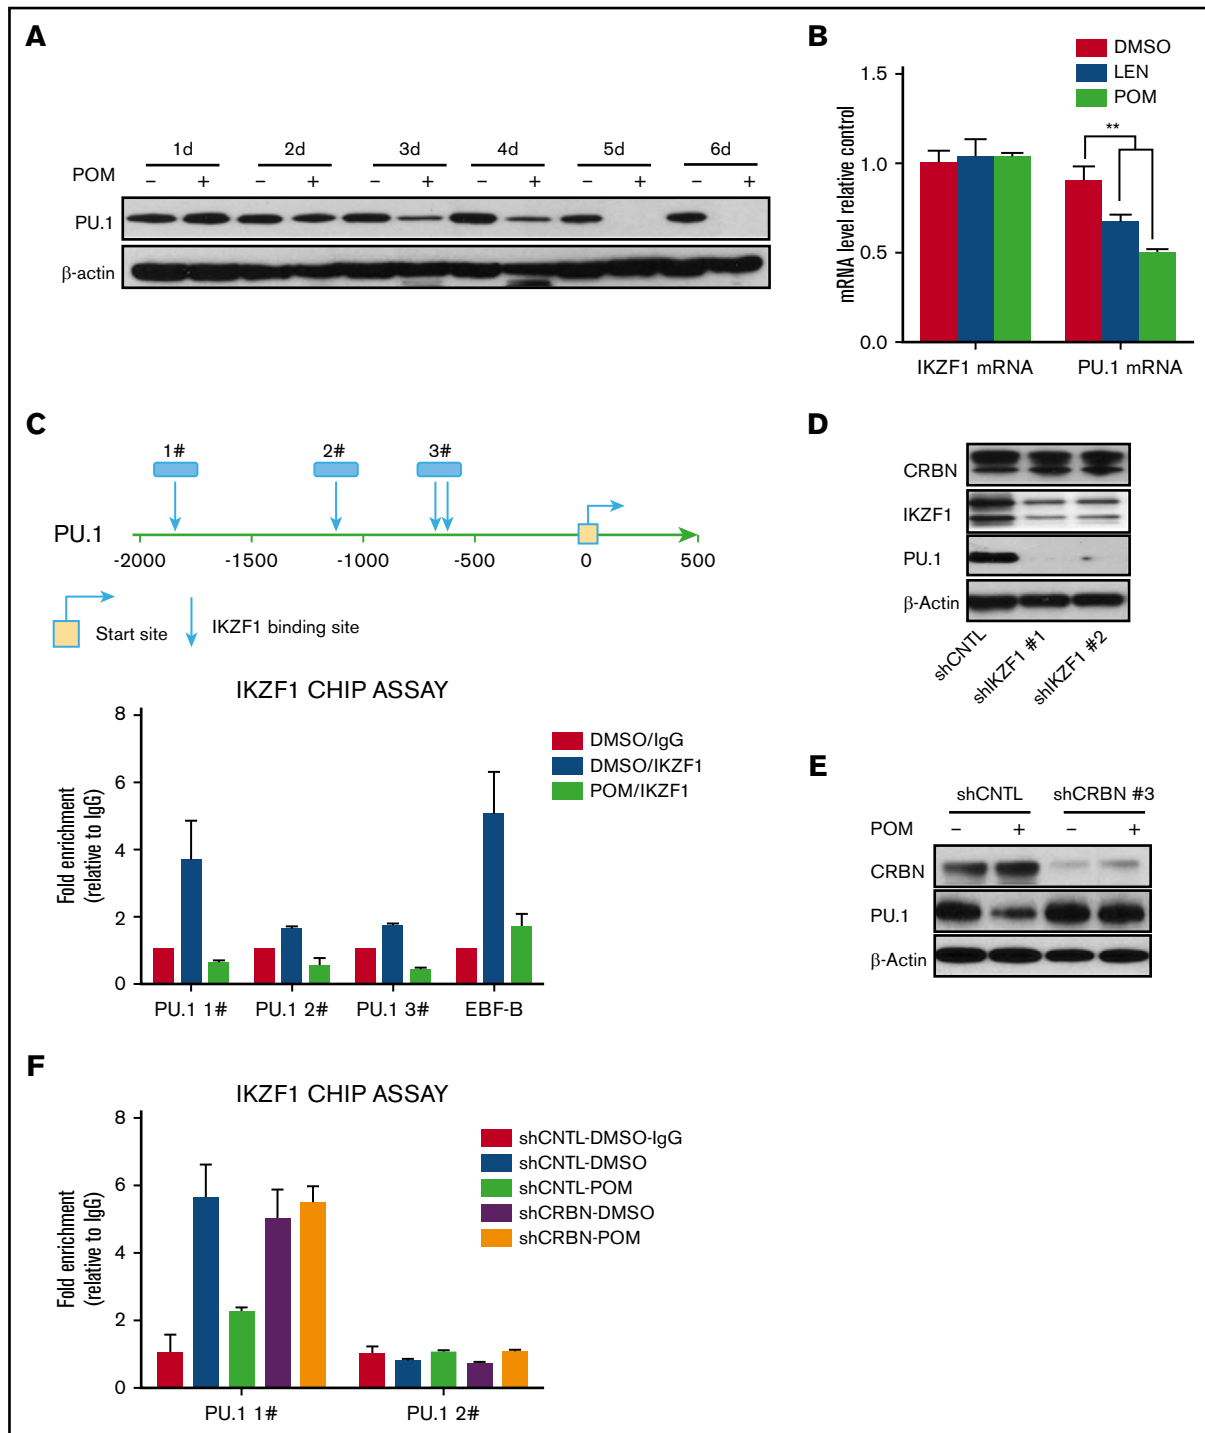 A
1d 2d 3d 4d 5d 6d
POM – + – + – + – + – + – +
PU.1
β-actin
B
DMSO
LEN
POM
mRNA level relative control
1.5
1.0
0.5
0.0
**
IKZF1 mRNA PU.1 mRNA
C
1# 2# 3#
PU.1
-2000 -1500 -1000 -500 0 500
Start site IKZF1 binding site
IKZF1 CHIP ASSAY
Fold enrichment
(relative to IgG)
8
6
4
2
0
DMSO/IgG
DMSO/IKZF1
POM/IKZF1
PU.1 1# PU.1 2# PU.1 3# EBF-B
D
CRBN
IKZF1
PU.1
β-Actin
shCNTL
shIKZF1 #1
shIKZF1 #2
E
shCNTL shCRBN #3
POM – + – +
CRBN
PU.1
β-Actin
F
IKZF1 CHIP ASSAY
Fold enrichment
(relative to IgG)
8
6
4
2
0
shCNTL-DMSO-IgG
shCNTL-DMSO
shCNTL-POM
shCRBN-DMSO
shCRBN-POM
PU.1 1# PU.1 2#